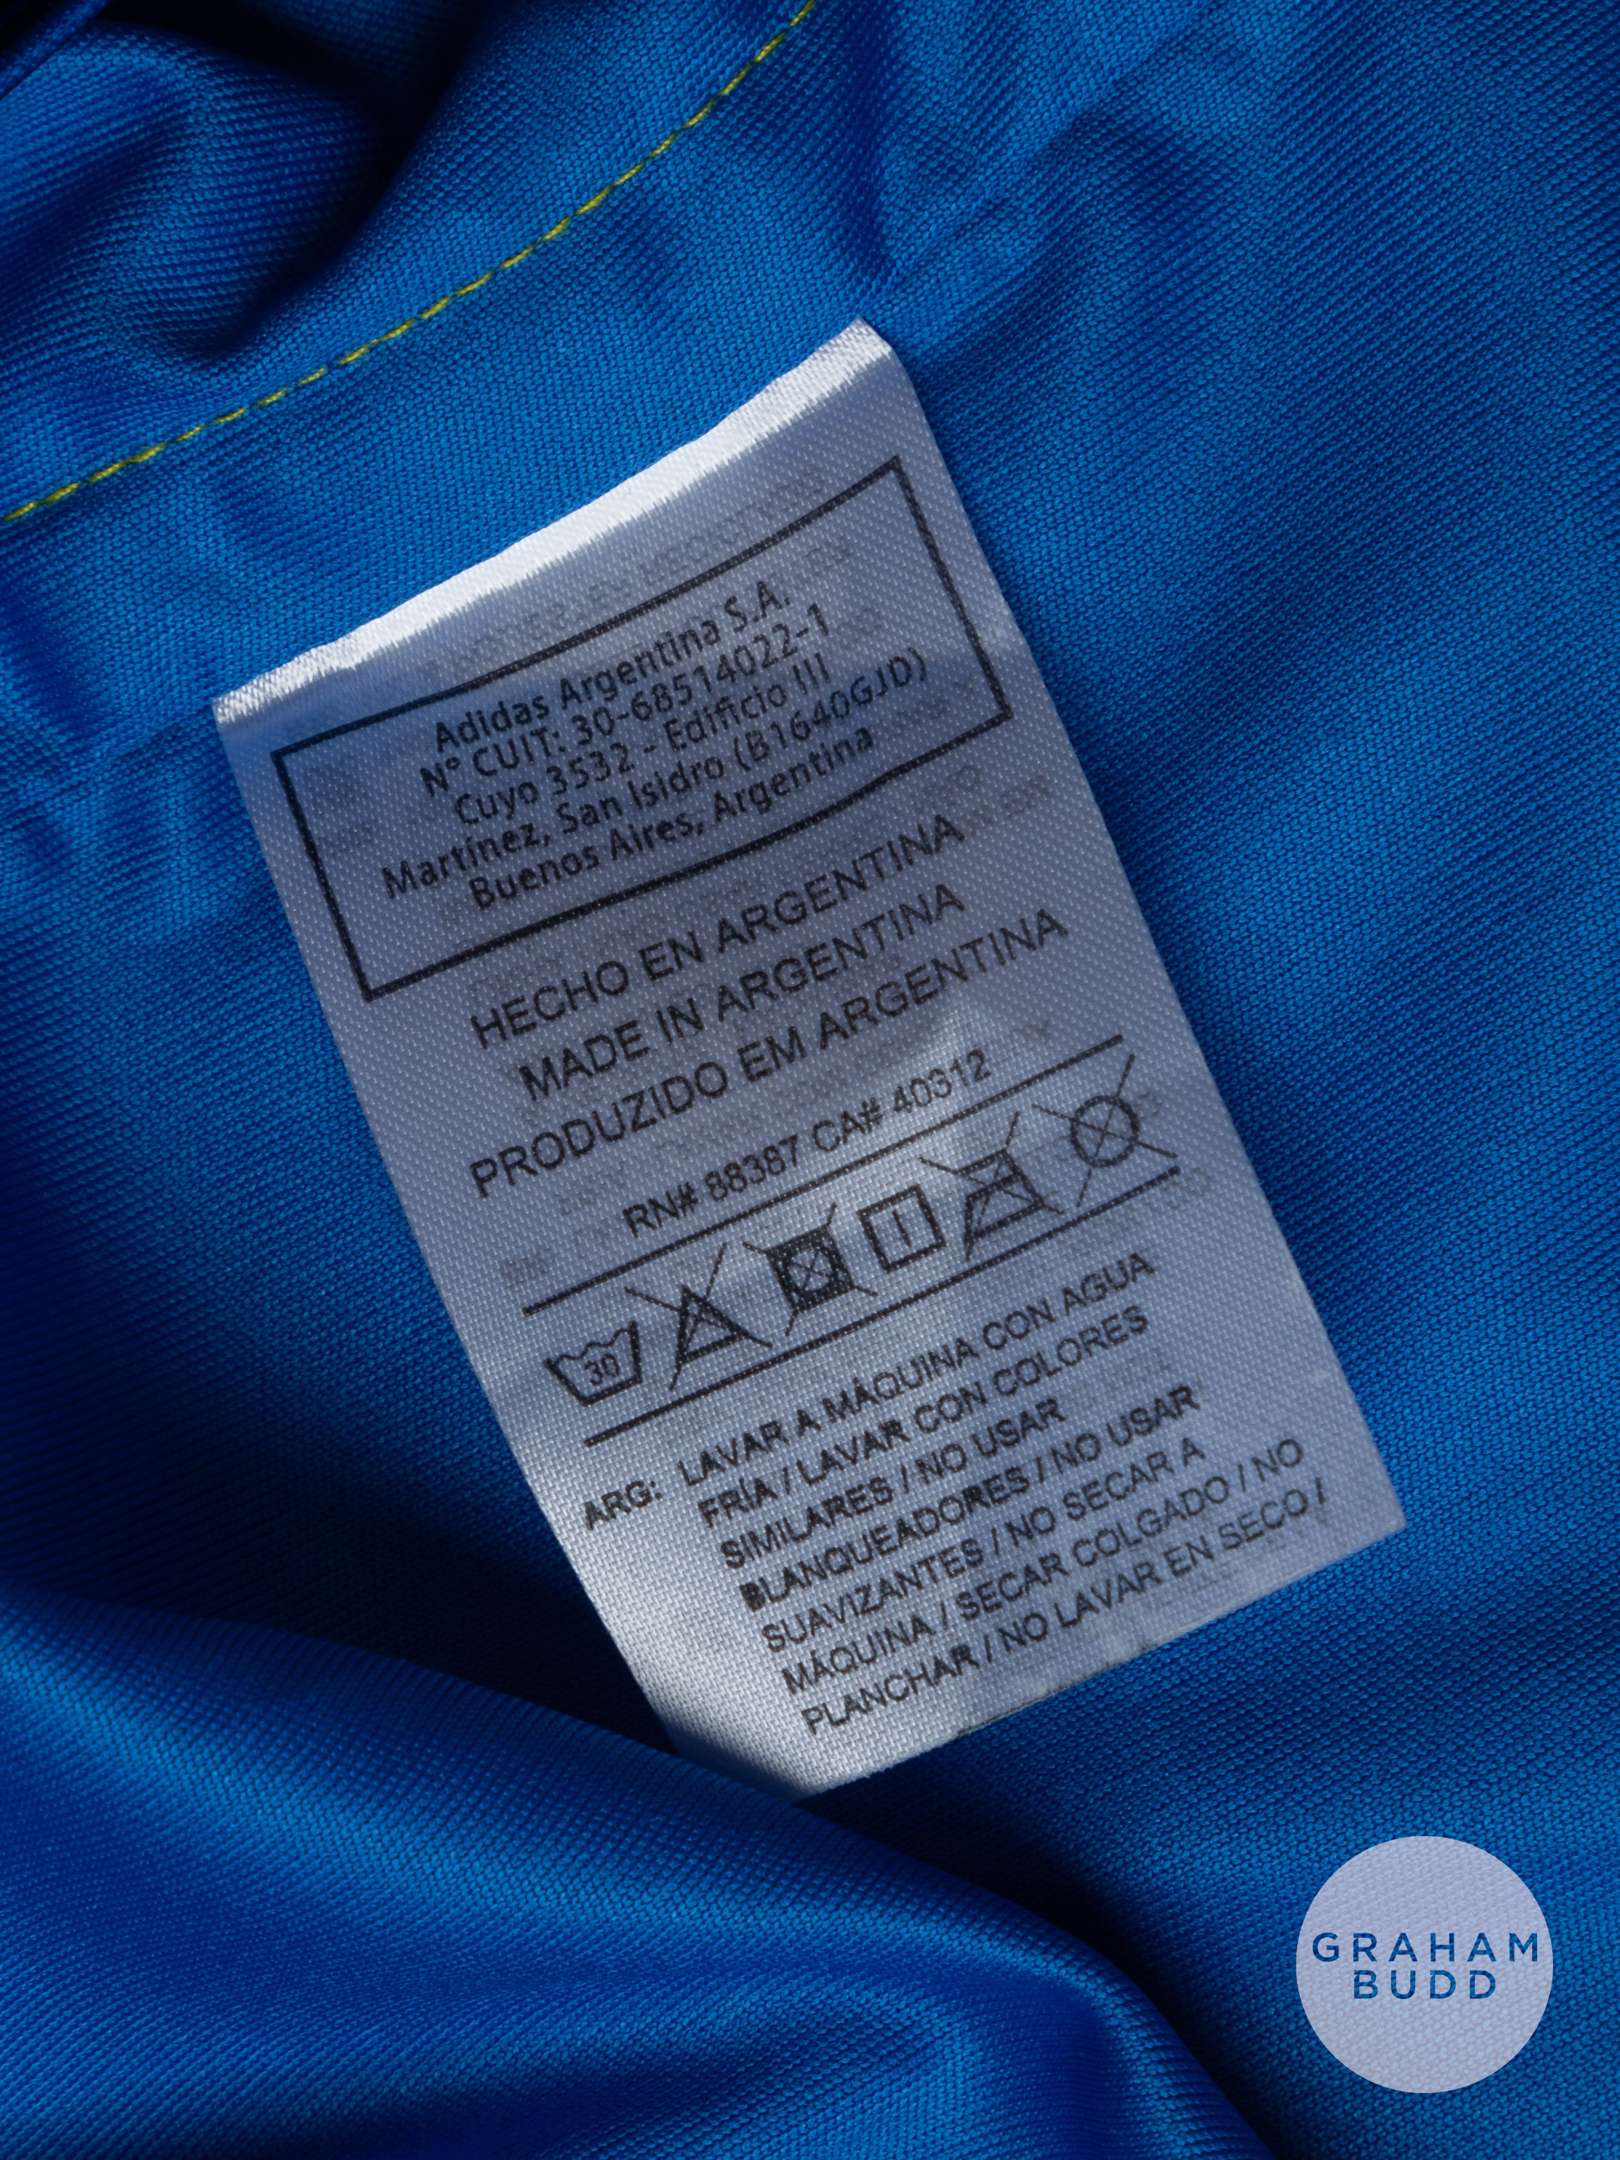 Adidas Argentina S.A.
N° CUIT: 30-68514022-1
Cuyo 3532 - Edificio III
Martínez, San Isidro (B1640GJD)
Buenos Aires, Argentina
HECHO EN ARGENTINA
MADE IN ARGENTINA
PRODUZIDO EM ARGENTINA
RN# 88387 CA# 40312
30
ARG: LAVAR A MÁQUINA CON AGUA
FRÍA / LAVAR CON COLORES
SIMILARES / NO USAR
BLANQUEADORES / NO USAR
SUAVIZANTES / NO SECAR A
MÁQUINA / SECAR COLGADO / NO
PLANCHAR / NO LAVAR EN SECO /
GRAHAM
BUDD